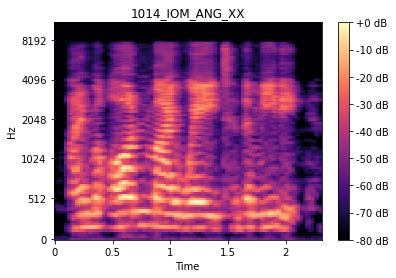 1014_IOM_ANG_XX
+0 dB
8192
-10 dB
4096
-20 dB
-30 dB
2048
Hz
-40 dB
1024
-50 dB
512
-60 dB
-70 dB
0
-80 dB
0
0.5
1
1.5
2
Time